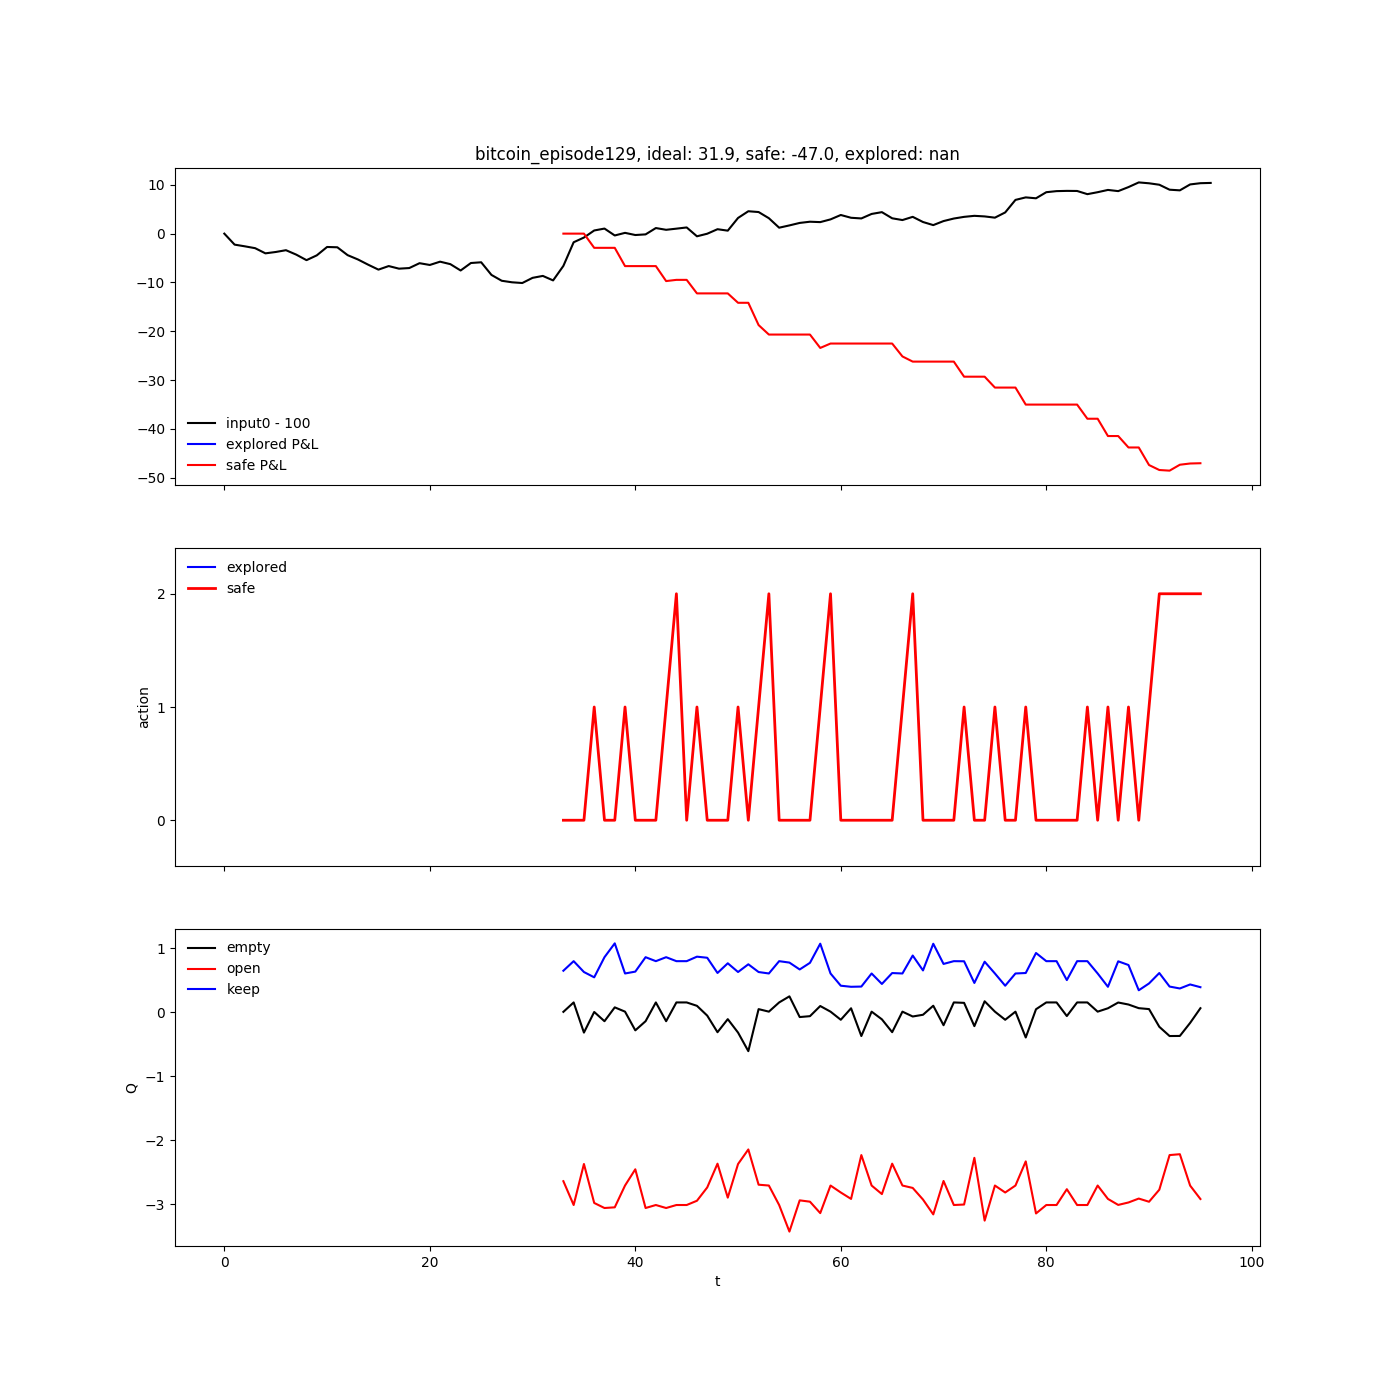 bitcoin_episode129, ideal: 31.9, safe: -47.0, explored: nan
10
0
−10
−20
−30
−40
−50
input0 - 100
explored P&L
safe P&L
explored
safe
2
1
0
action
empty
open
keep
1
0
−1
−2
−3
Q
0 20 40 60 80 100
t